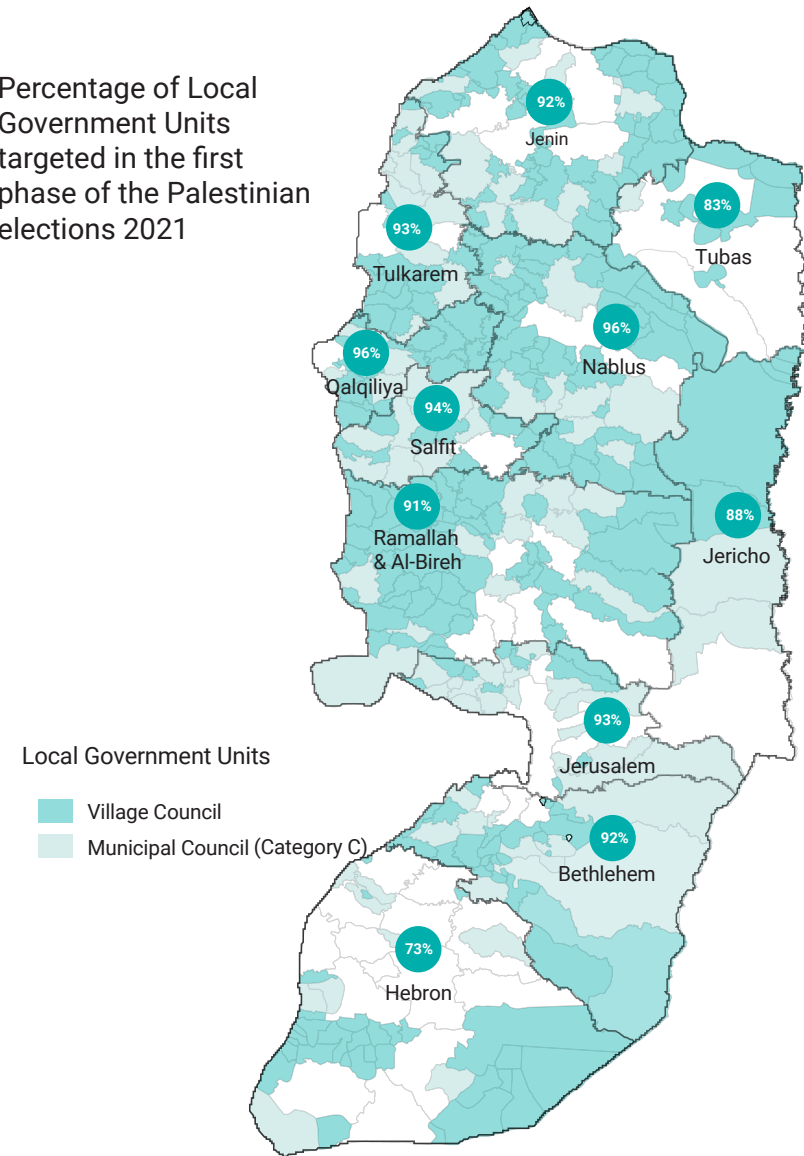 Percentage of Local
Government Units
targeted in the first
phase of the Palestinian
elections 2021
92%
Jenin
83%
Tubas
93%
Tulkarem
96%
Nablus
96%
Qalqiliya
94%
Salfit
91%
Ramallah
& Al-Bireh
88%
Jericho
93%
Jerusalem
Local Government Units
Village Council
Municipal Council (Category C)
92%
Bethlehem
73%
Hebron